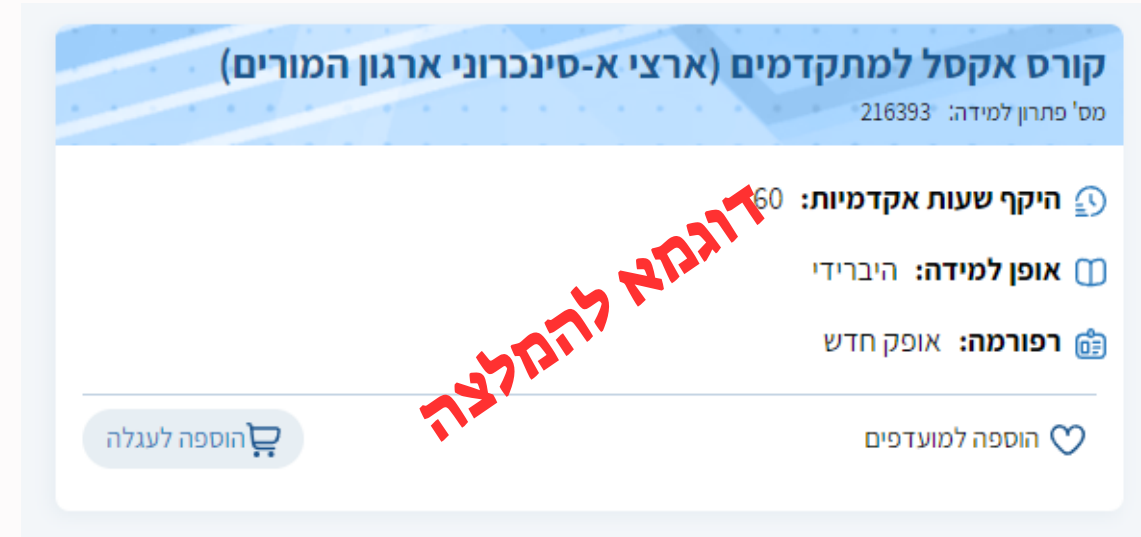 קורס אקסל למתקדמים (ארצי א-סינכרוני ארגון המורים)
מס' פתרון למידה: 216393
היקף שעות אקדמיות: 60
אופן למידה: היברידי
רפורמה: אופק חדש
דוגמא להמלצה
הוספה למועדפים
הוספה לעגלה